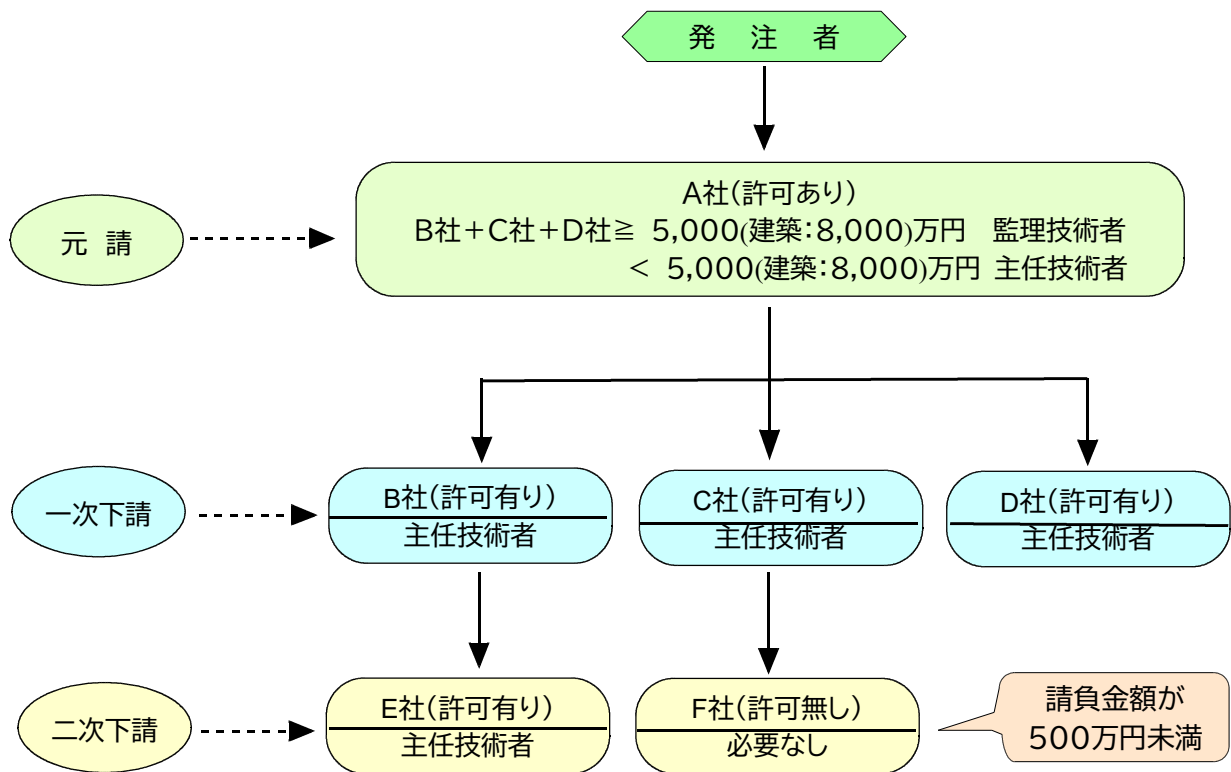 発 注 者
元 請
A社(許可あり)
B社+C社+D社≧ 5,000(建築:8,000)万円 監理技術者
< 5,000(建築:8,000)万円 主任技術者
一次下請
B社(許可有り)
主任技術者
C社(許可有り)
主任技術者
D社(許可有り)
主任技術者
二次下請
E社(許可有り)
主任技術者
F社(許可無し)
必要なし
請負金額が
500万円未満